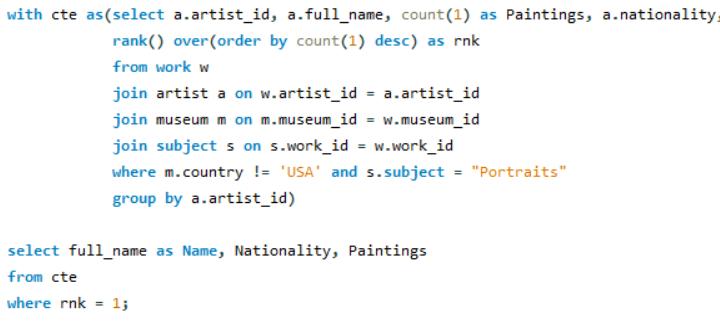 with cte as(select a.artist_id, a.full_name, count(1) as Paintings, a.nationality,
rank() over(order by count(1) desc) as rnk
from work w
join artist a on w.artist_id = a.artist_id
join museum m on m.museum_id = w.museum_id
join subject s on s.work_id = w.work_id
where m.country != 'USA' and s.subject = "Portraits"
group by a.artist_id)
select full_name as Name, Nationality, Paintings
from cte
where rnk = 1;